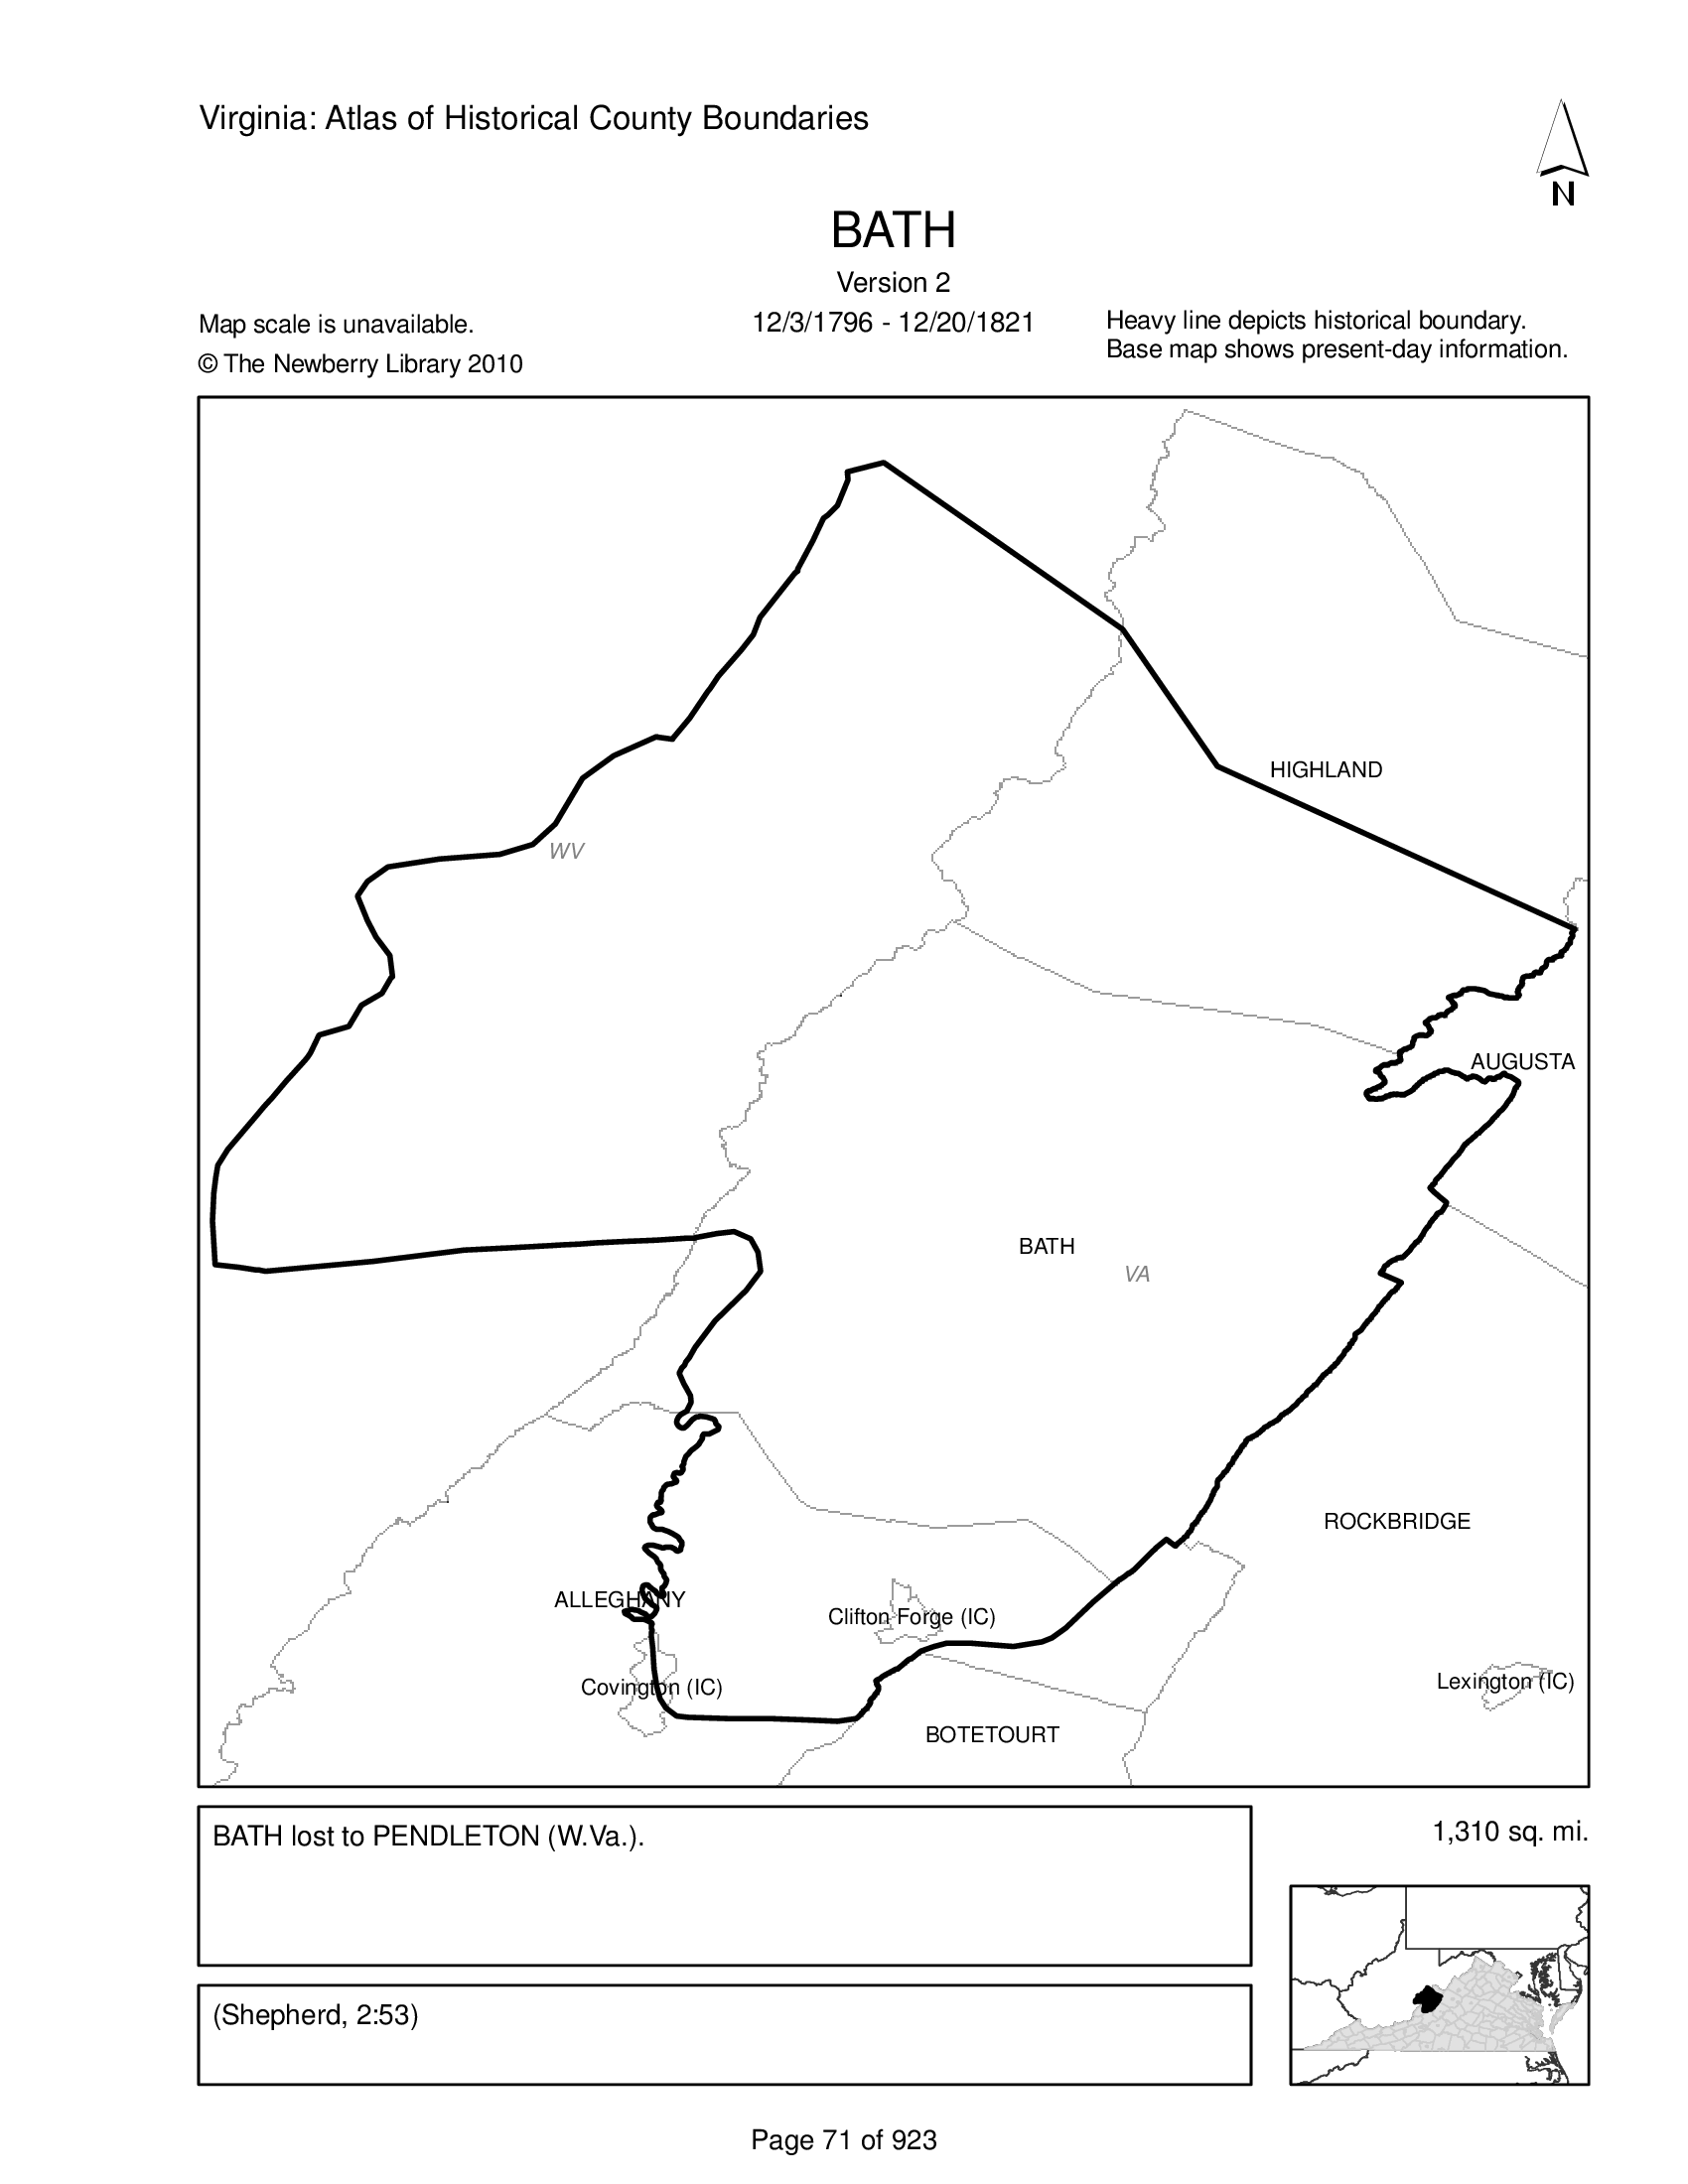 Virginia: Atlas of Historical County Boundaries
N
BATH
Version 2
12/3/1796 - 12/20/1821
Map scale is unavailable.
© The Newberry Library 2010
Heavy line depicts historical boundary.
Base map shows present-day information.
HIGHLAND
WV
AUGUSTA
BATH
VA
ROCKBRIDGE
ALLEGHANY
Clifton Forge (IC)
Covington (IC)
Lexington (IC)
BOTETOURT
BATH lost to PENDLETON (W.Va.).
1,310 sq. mi.
(Shepherd, 2:53)
Page 71 of 923